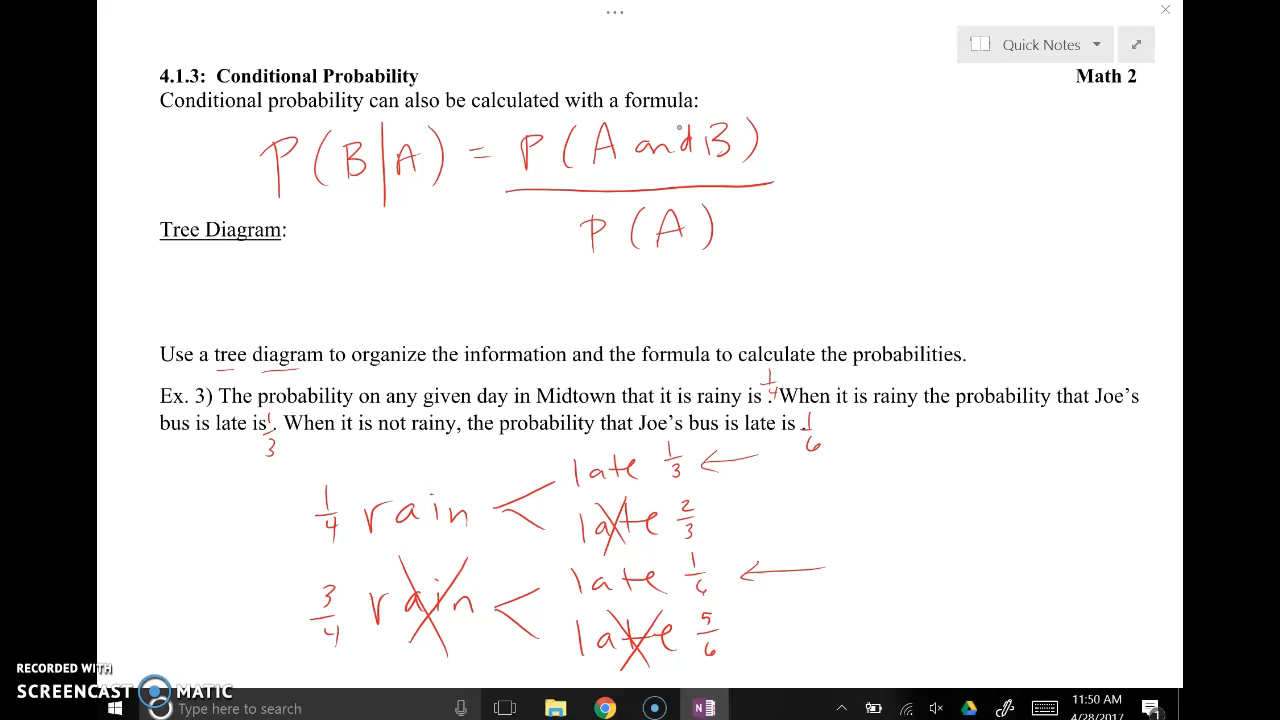 Quick Notes
4.1.3: Conditional Probability Math 2
Conditional probability can also be calculated with a formula:
P(B|A) = P(A and B)
P(A)
Tree Diagram:
Use a tree diagram to organize the information and the formula to calculate the probabilities.
Ex. 3) The probability on any given day in Midtown that it is rainy is 1/4. When it is rainy the probability that Joe's
bus is late is 1/3. When it is not rainy, the probability that Joe's bus is late is 1/6.
late 1/3
1/4 rain
late 2/3
late 1/6
3/4 rain
late 5/6
RECORDED WITH
SCREENCAST MATIC
Type here to search
11:50 AM
4/28/2017